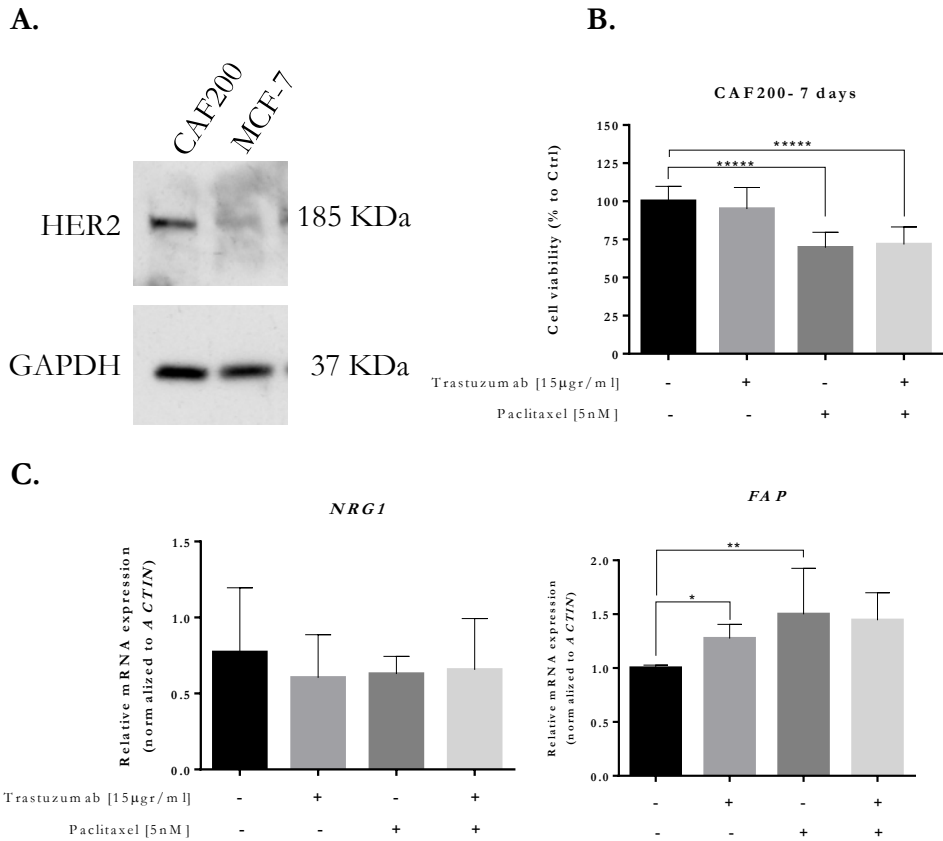 A.
CAF200
MCF-7
HER2
185 KDa
GAPDH
37 KDa
B.
CAF200- 7 days
Cell viability (% to Ctrl)
150
125
100
75
50
25
0
*****
*****
Trastuzumab [15µgr/ml] - + - +
Paclitaxel [5nM] - - + +
C.
NRG1
Relative mRNA expression
(normalized to ACTIN)
1.5
1.0
0.5
0.0
Trastuzumab [15µgr/ml] - + - +
Paclitaxel [5nM] - - + +
FAP
Relative mRNA expression
(normalized to ACTIN)
2.0
1.5
1.0
0.5
0.0
**
*
- + - +
- - + +